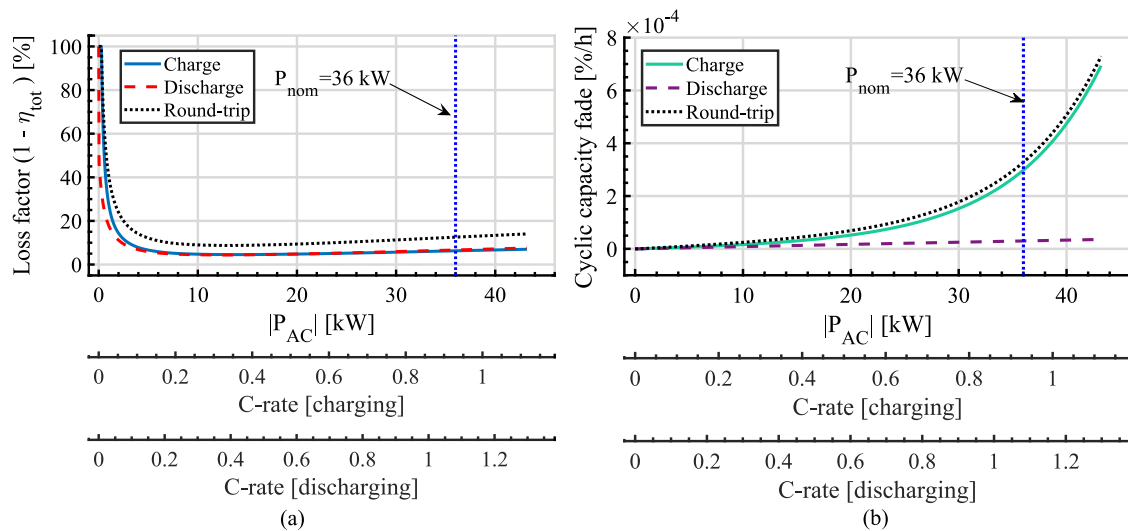 Loss factor (1 - η_tot) [%]
100
80
60
40
20
0
Charge
Discharge
Round-trip
P_nom=36 kW
0 10 20 30 40
|P_AC| [kW]
0 0.2 0.4 0.6 0.8 1
C-rate [charging]
0 0.2 0.4 0.6 0.8 1 1.2
C-rate [discharging]
(a)
×10⁻⁴
Cyclic capacity fade [%/h]
8
6
4
2
0
Charge
Discharge
Round-trip
P_nom=36 kW
0 10 20 30 40
|P_AC| [kW]
0 0.2 0.4 0.6 0.8 1
C-rate [charging]
0 0.2 0.4 0.6 0.8 1 1.2
C-rate [discharging]
(b)